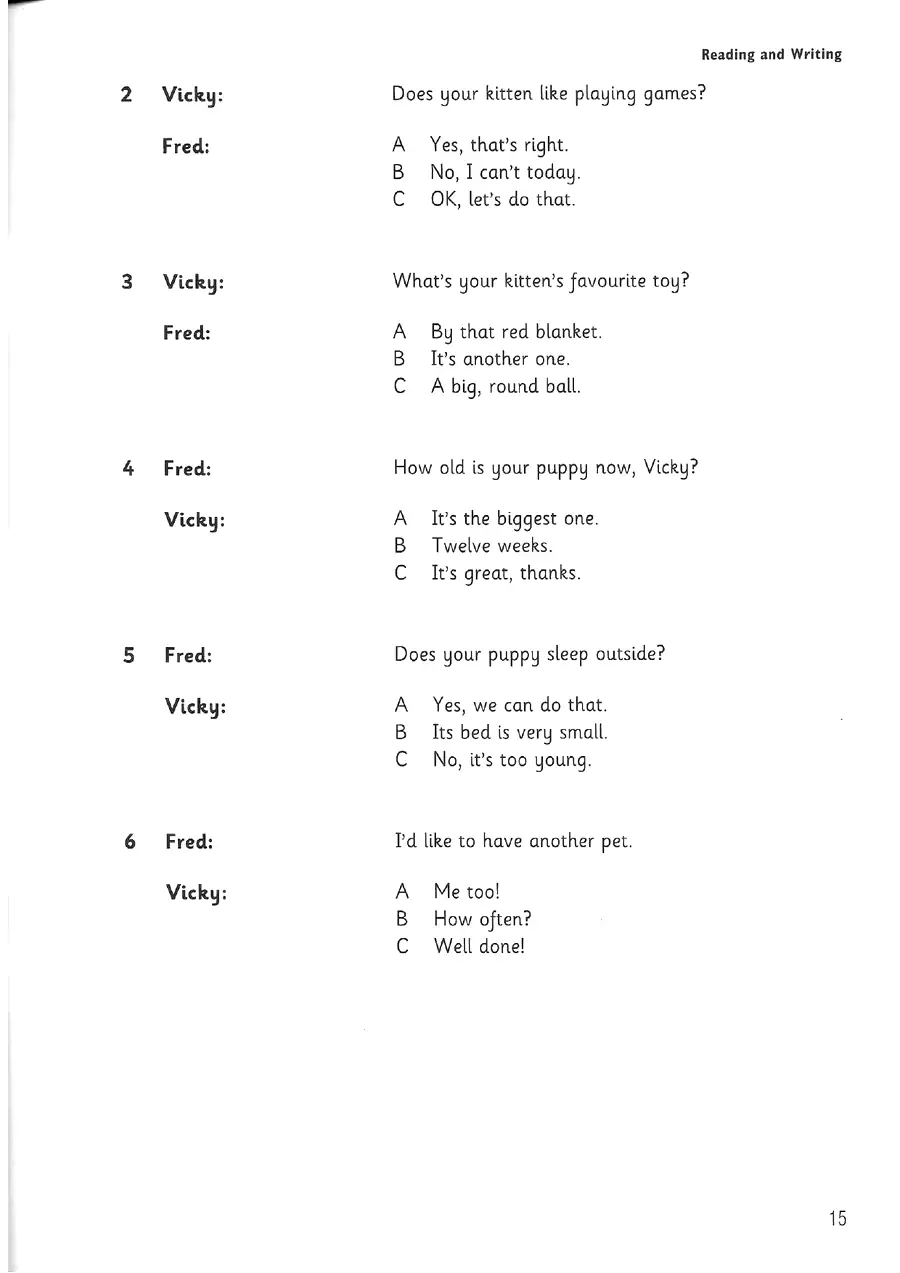 Reading and Writing
2 Vicky: Does your kitten like playing games?
Fred: A Yes, that's right.
B No, I can't today.
C OK, let's do that.
3 Vicky: What's your kitten's favourite toy?
Fred: A By that red blanket.
B It's another one.
C A big, round ball.
4 Fred: How old is your puppy now, Vicky?
Vicky: A It's the biggest one.
B Twelve weeks.
C It's great, thanks.
5 Fred: Does your puppy sleep outside?
Vicky: A Yes, we can do that.
B Its bed is very small.
C No, it's too young.
6 Fred: I'd like to have another pet.
Vicky: A Me too!
B How often?
C Well done!
15